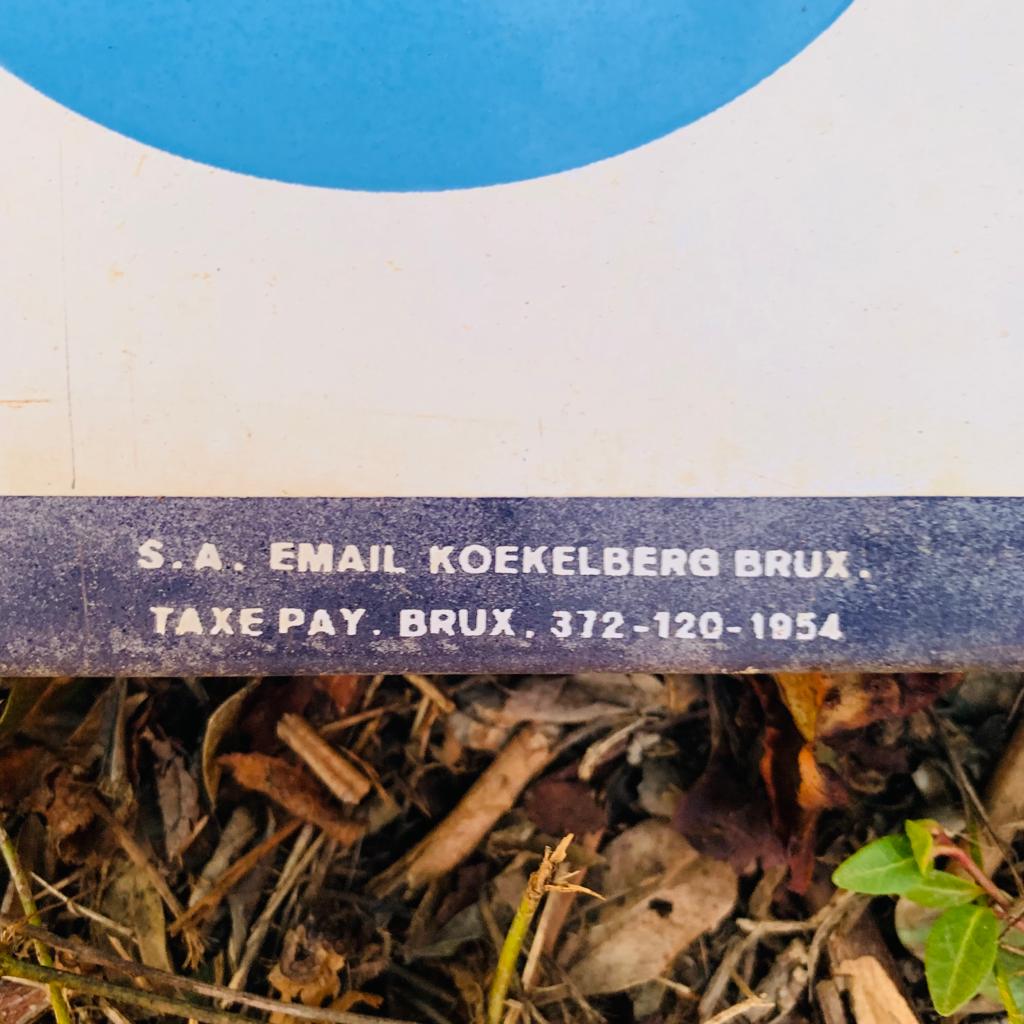 S.A. EMAIL KOEKELBERG BRUX.
TAXE PAY. BRUX. 372-120-1954